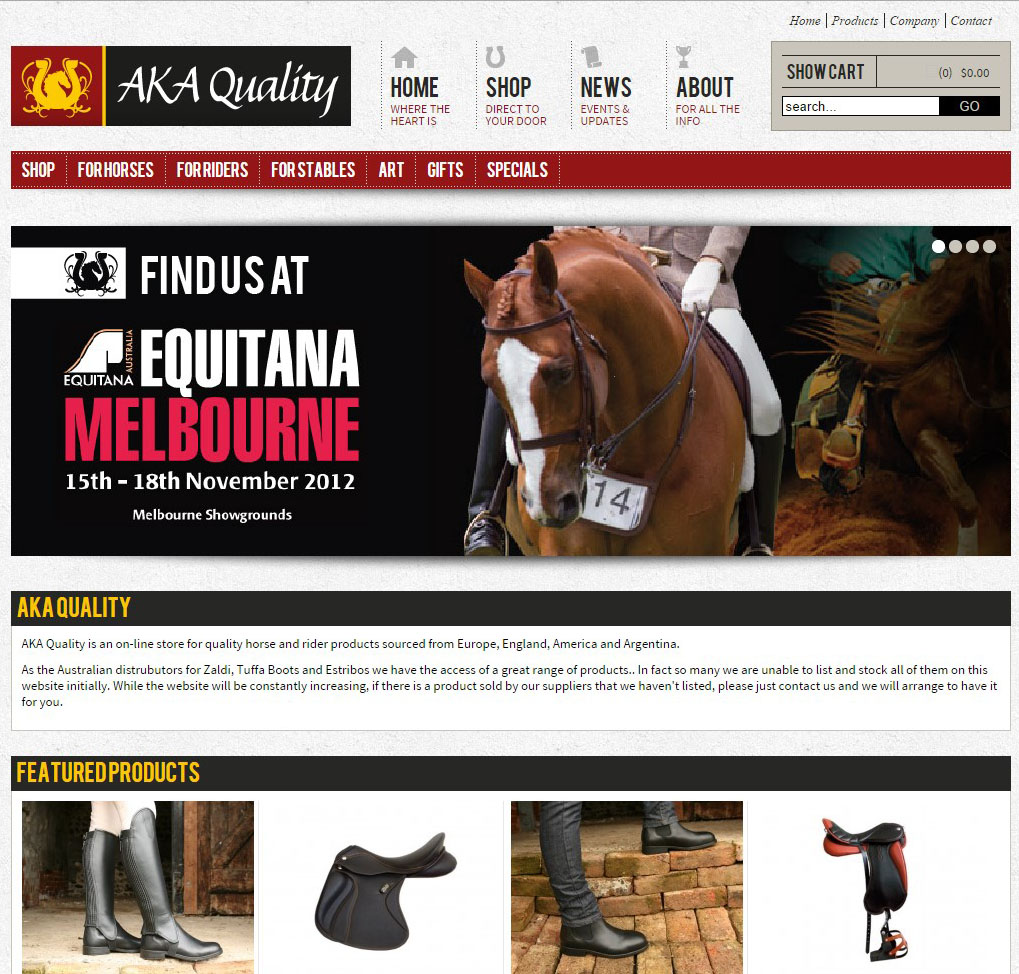 Home | Products | Company | Contact
AKA Quality
HOME
WHERE THE
HEART IS
SHOP
DIRECT TO
YOUR DOOR
NEWS
EVENTS &
UPDATES
ABOUT
FOR ALL THE
INFO
SHOW CART
(0) $0.00
search...
GO
SHOP
FOR HORSES
FOR RIDERS
FOR STABLES
ART
GIFTS
SPECIALS
FIND US AT
EQUITANA
AUSTRALIA
EQUITANA
MELBOURNE
15th - 18th November 2012
Melbourne Showgrounds
14
AKA QUALITY
AKA Quality is an on-line store for quality horse and rider products sourced from Europe, England, America and Argentina.
As the Australian distrubutors for Zaldi, Tuffa Boots and Estribos we have the access of a great range of products.. In fact so many we are unable to list and stock all of them on this
website initially. While the website will be constantly increasing, if there is a product sold by our suppliers that we haven't listed, please just contact us and we will arrange to have it
for you.
FEATURED PRODUCTS